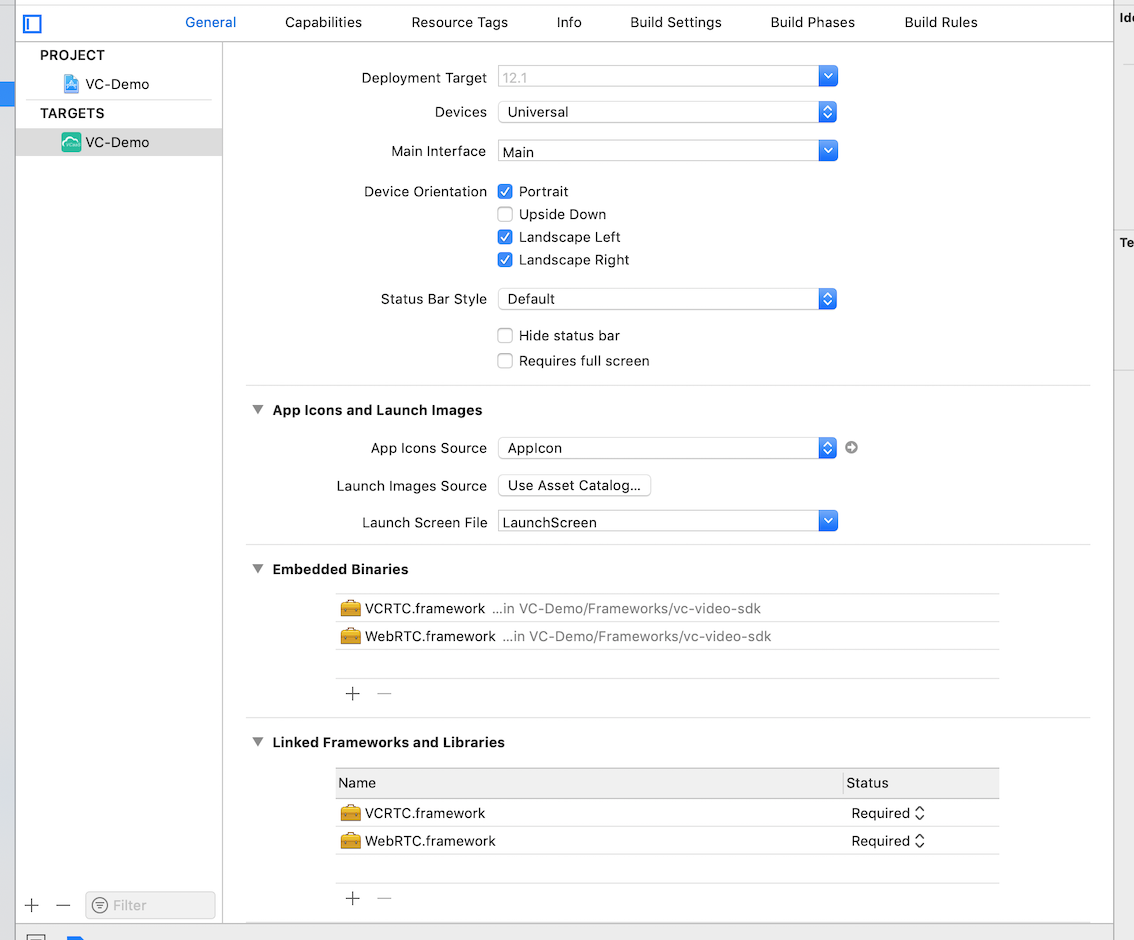 General Capabilities Resource Tags Info Build Settings Build Phases Build Rules
PROJECT
VC-Demo
TARGETS
VC-Demo
Deployment Target 12.1
Devices Universal
Main Interface Main
Device Orientation Portrait
Upside Down
Landscape Left
Landscape Right
Status Bar Style Default
Hide status bar
Requires full screen
App Icons and Launch Images
App Icons Source AppIcon
Launch Images Source Use Asset Catalog...
Launch Screen File LaunchScreen
Embedded Binaries
VCRTC.framework ...in VC-Demo/Frameworks/vc-video-sdk
WebRTC.framework ...in VC-Demo/Frameworks/vc-video-sdk
Linked Frameworks and Libraries
Name Status
VCRTC.framework Required
WebRTC.framework Required
Filter
Ide
Te